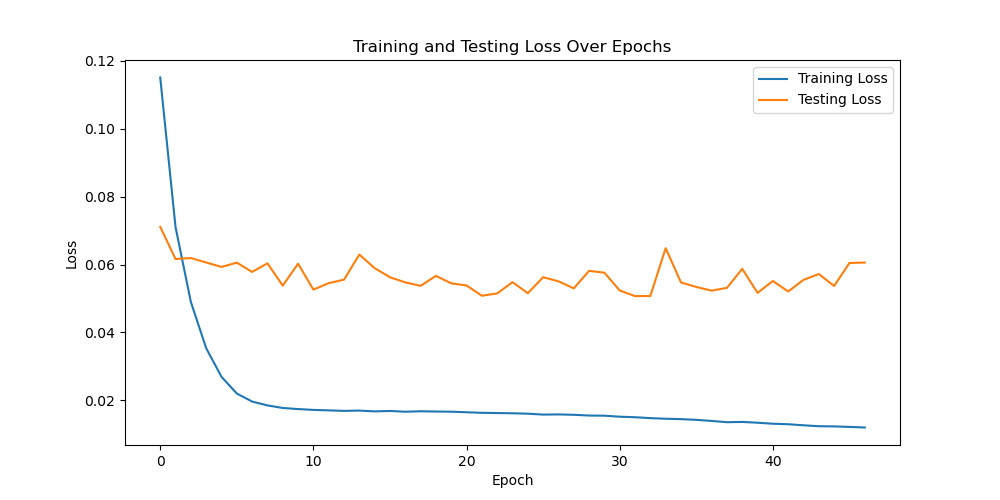 Training and Testing Loss Over Epochs
Training Loss
Testing Loss
0.12
0.10
0.08
0.06
0.04
0.02
Loss
0
10
20
30
40
Epoch